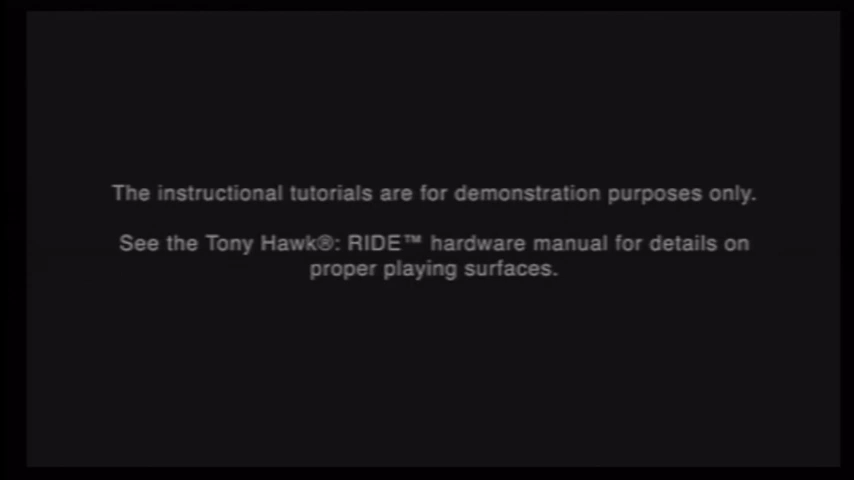 The instructional tutorials are for demonstration purposes only.
See the Tony Hawk®: RIDE™ hardware manual for details on
proper playing surfaces.